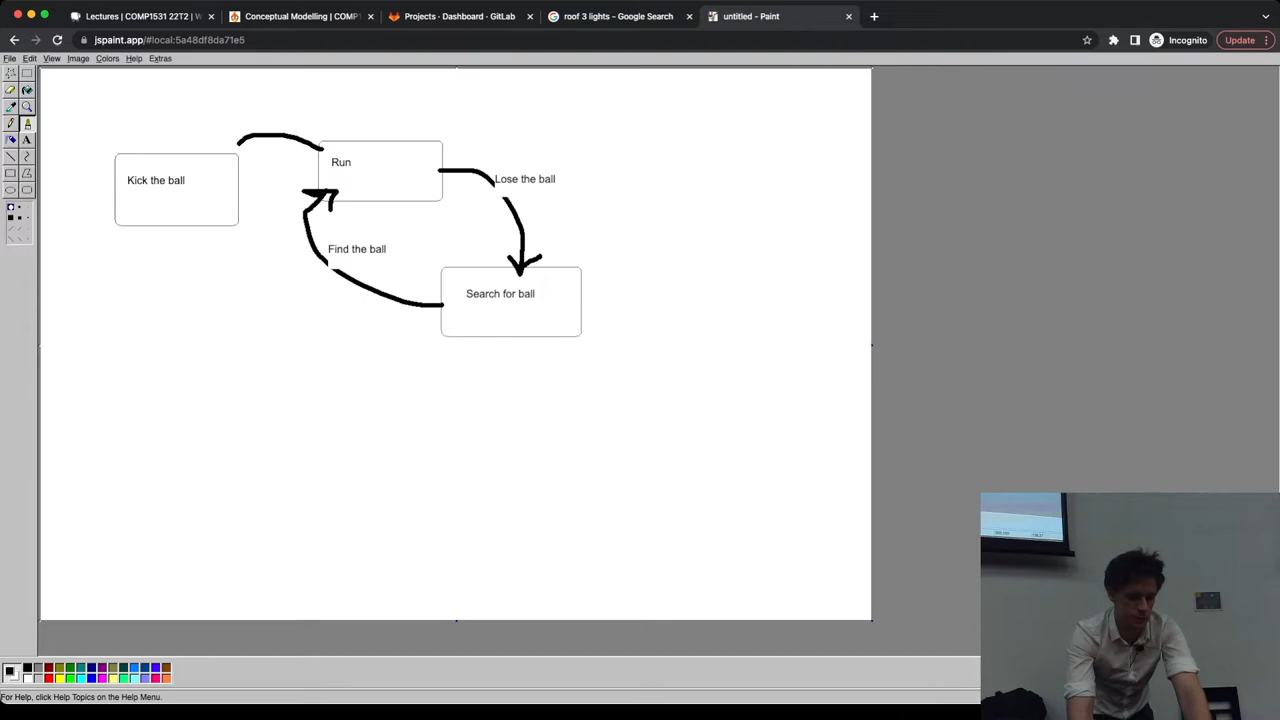 Lectures | COMP1531 22T2 | W
Conceptual Modelling | COMP1
Projects · Dashboard · GitLab
roof 3 lights - Google Search
untitled - Paint
jspaint.app/#local:5a48df8da71e5
Incognito
Update
File Edit View Image Colors Help Extras
Run
Kick the ball
Lose the ball
Find the ball
Search for ball
For Help, click Help Topics on the Help Menu.